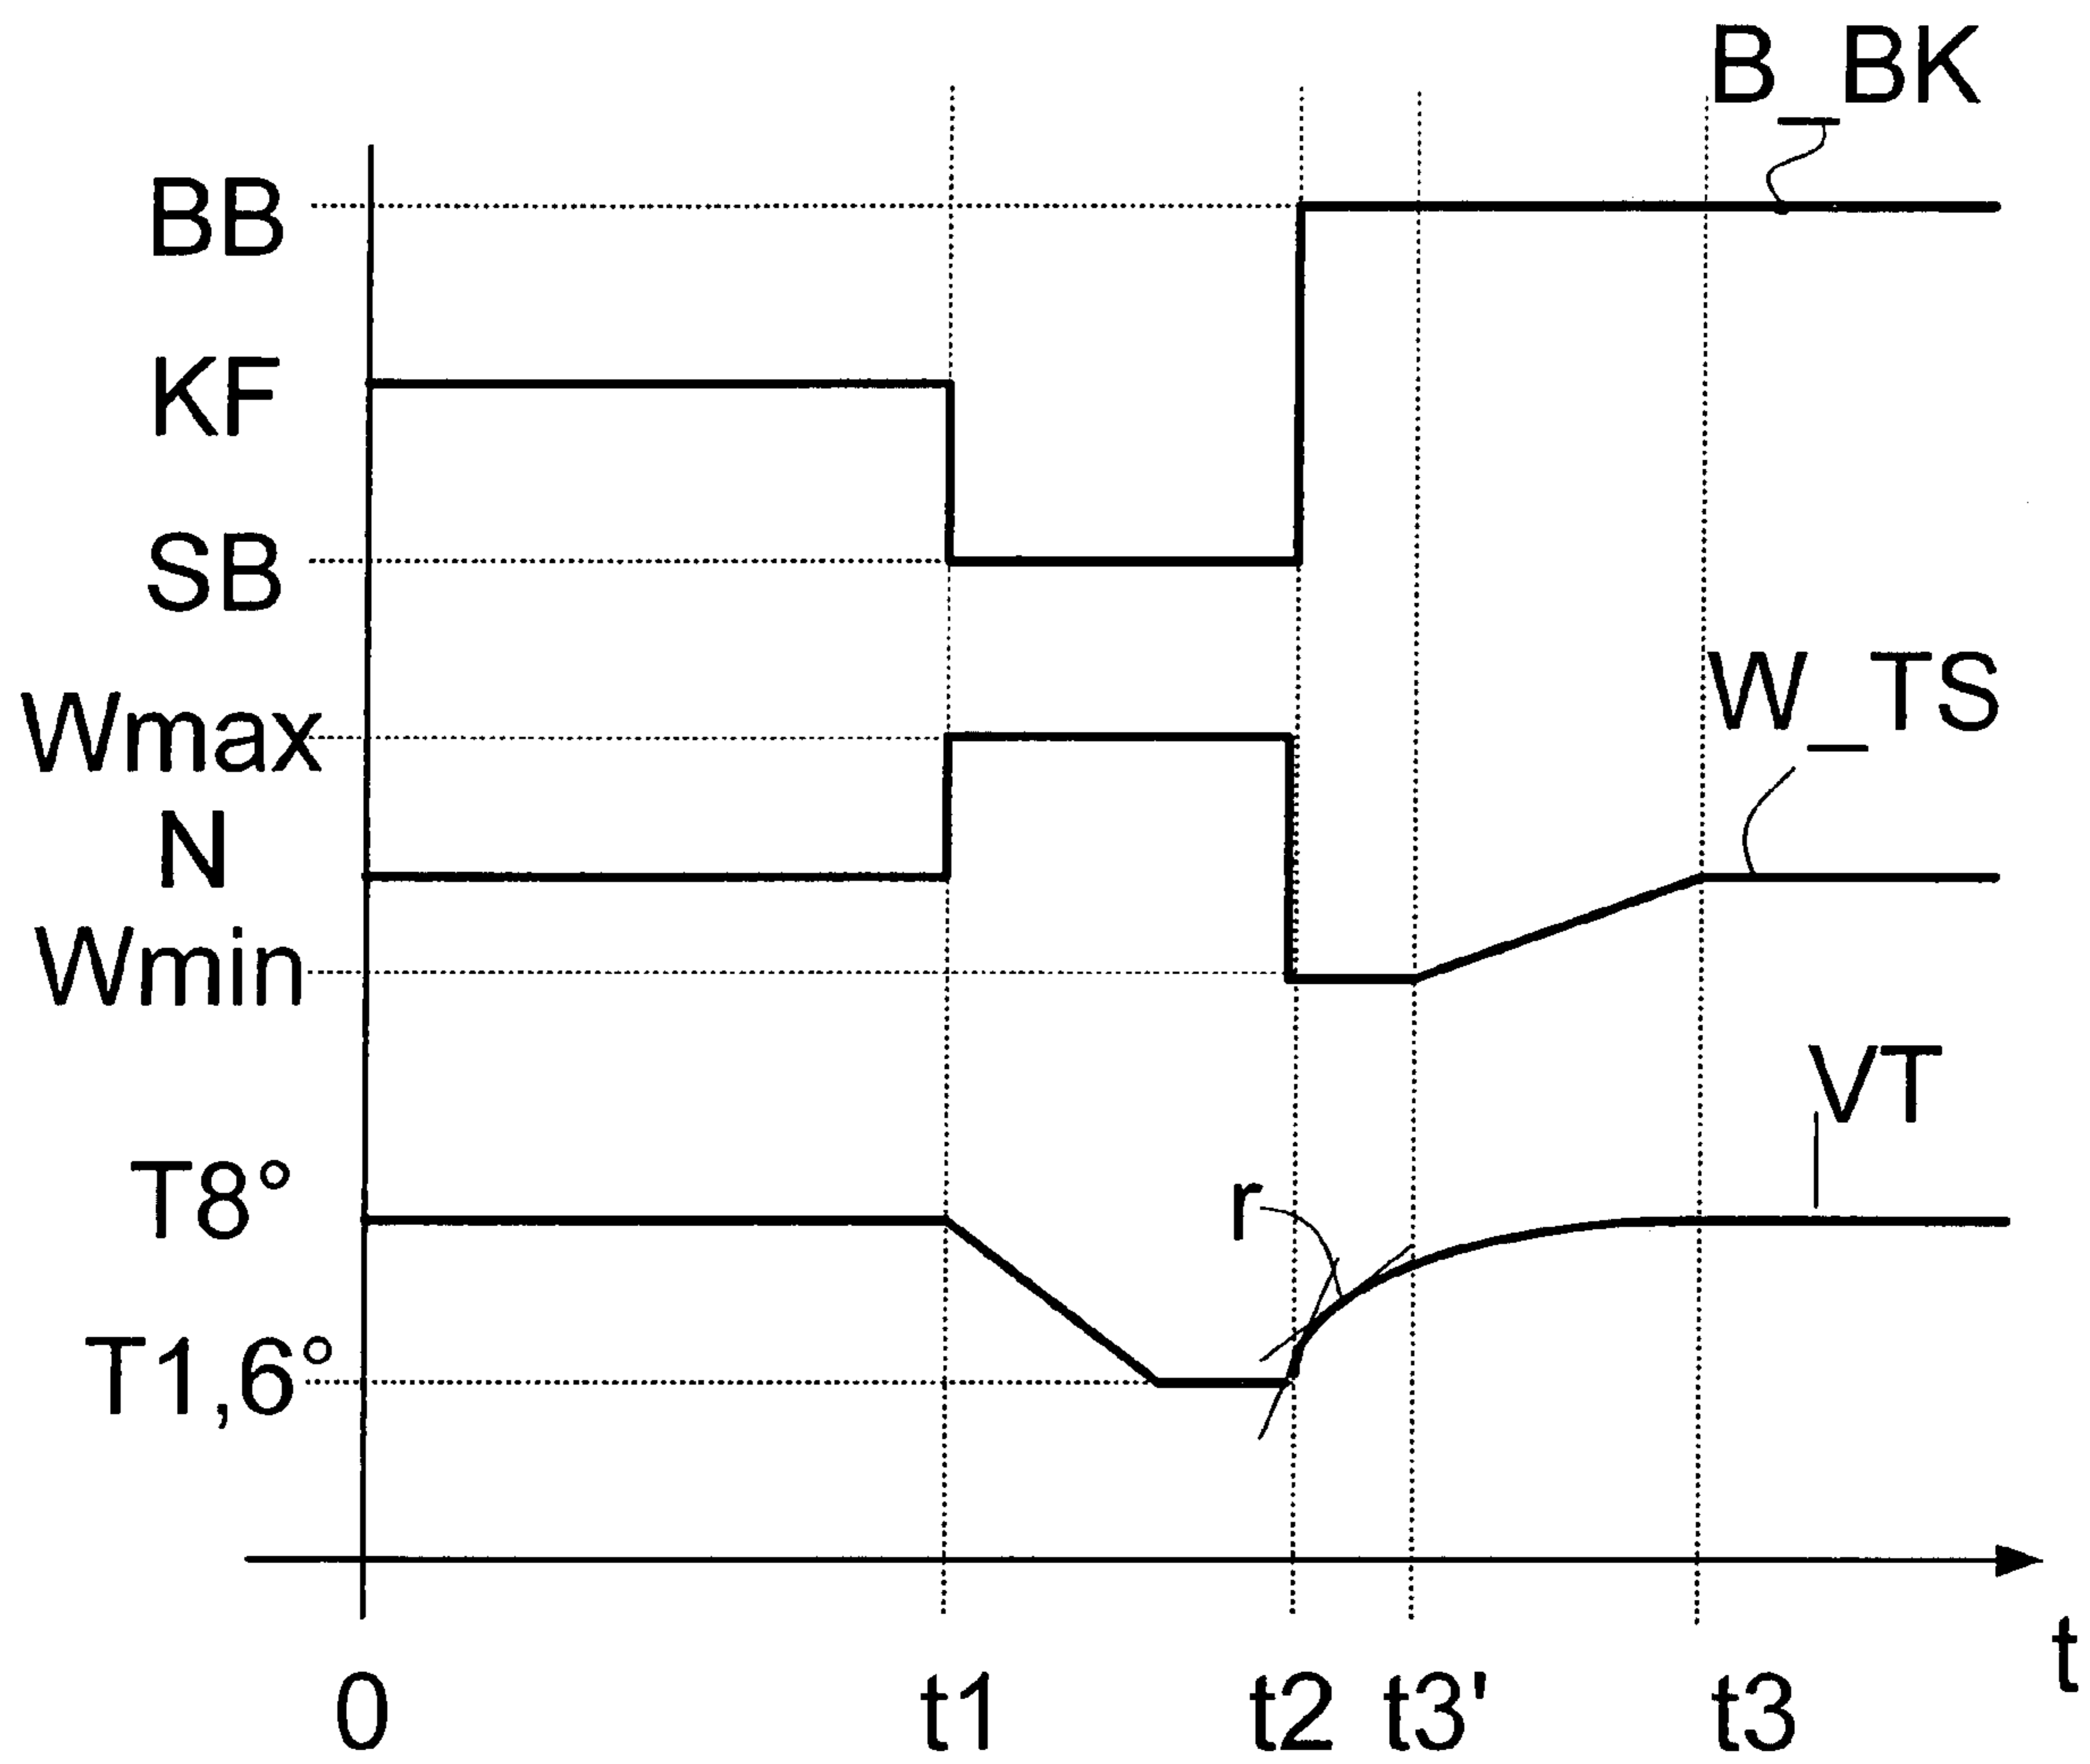 B_BK
BB
KF
SB
W_TS
Wmax
N
Wmin
VT
T8°
r
T1,6°
t
0 t1 t2 t3' t3